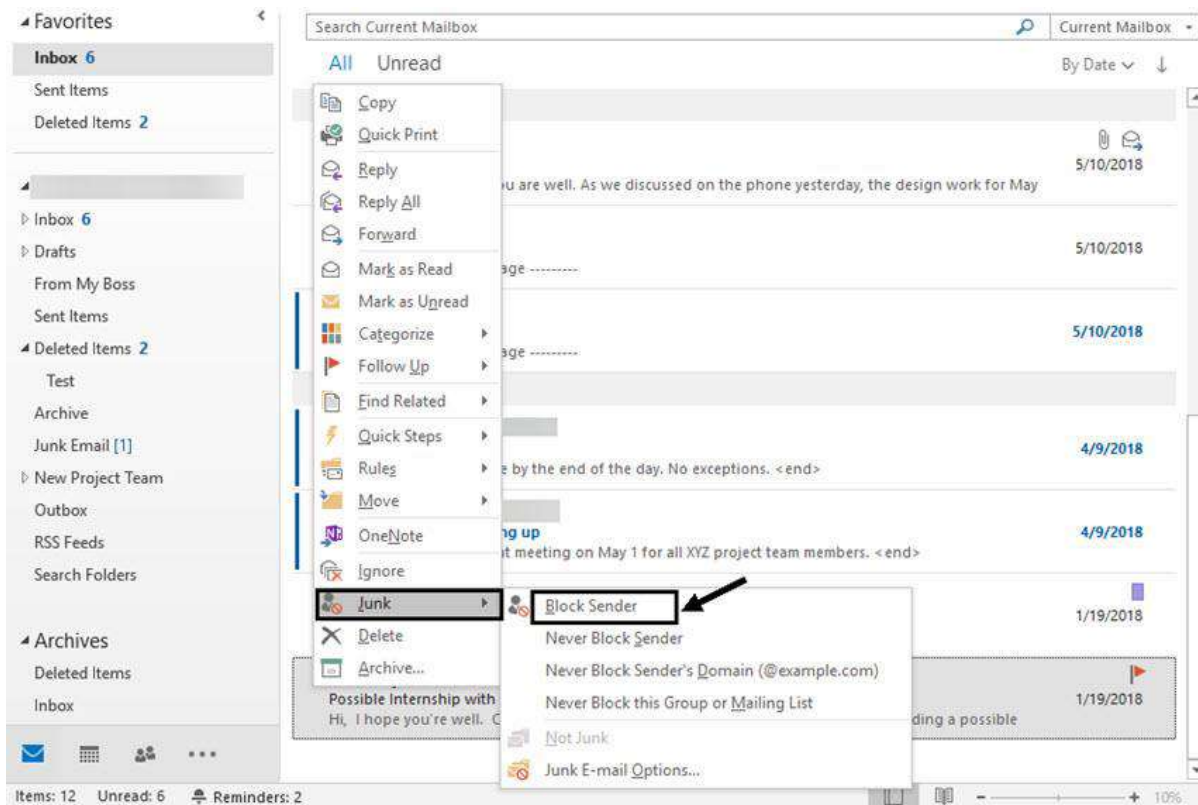 Favorites
Inbox 6
Sent Items
Deleted Items 2
Inbox 6
Drafts
From My Boss
Sent Items
Deleted Items 2
Test
Archive
Junk Email [1]
New Project Team
Outbox
RSS Feeds
Search Folders
Archives
Deleted Items
Inbox
Items: 12 Unread: 6 Reminders: 2
Search Current Mailbox Current Mailbox
All Unread By Date
5/10/2018
u are well. As we discussed on the phone yesterday, the design work for May
5/10/2018
age ---------
5/10/2018
age ---------
4/9/2018
e by the end of the day. No exceptions. <end>
4/9/2018
ng up
t meeting on May 1 for all XYZ project team members. <end>
1/19/2018
Possible Internship with 1/19/2018
Hi, I hope you're well. C ding a possible
Copy
Quick Print
Reply
Reply All
Forward
Mark as Read
Mark as Unread
Categorize
Follow Up
Find Related
Quick Steps
Rules
Move
OneNote
Ignore
Junk
Delete
Archive...
Block Sender
Never Block Sender
Never Block Sender's Domain (@example.com)
Never Block this Group or Mailing List
Not Junk
Junk E-mail Options...
10%